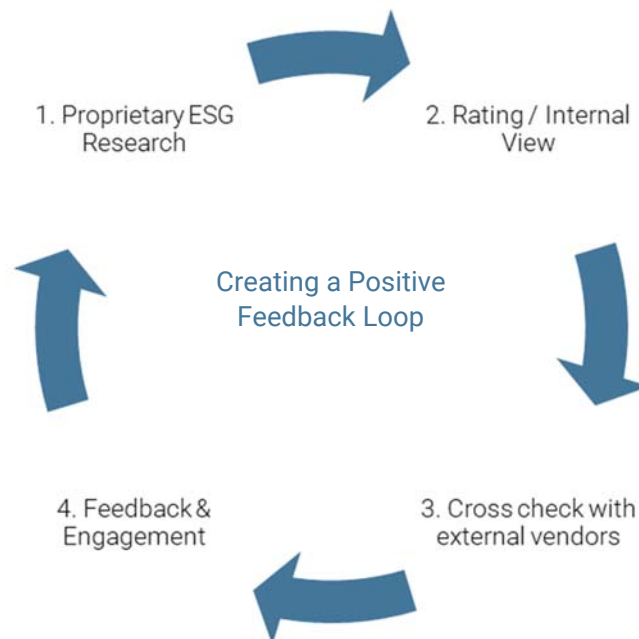 1. Proprietary ESG
Research
2. Rating / Internal
View
Creating a Positive
Feedback Loop
4. Feedback &
Engagement
3. Cross check with
external vendors